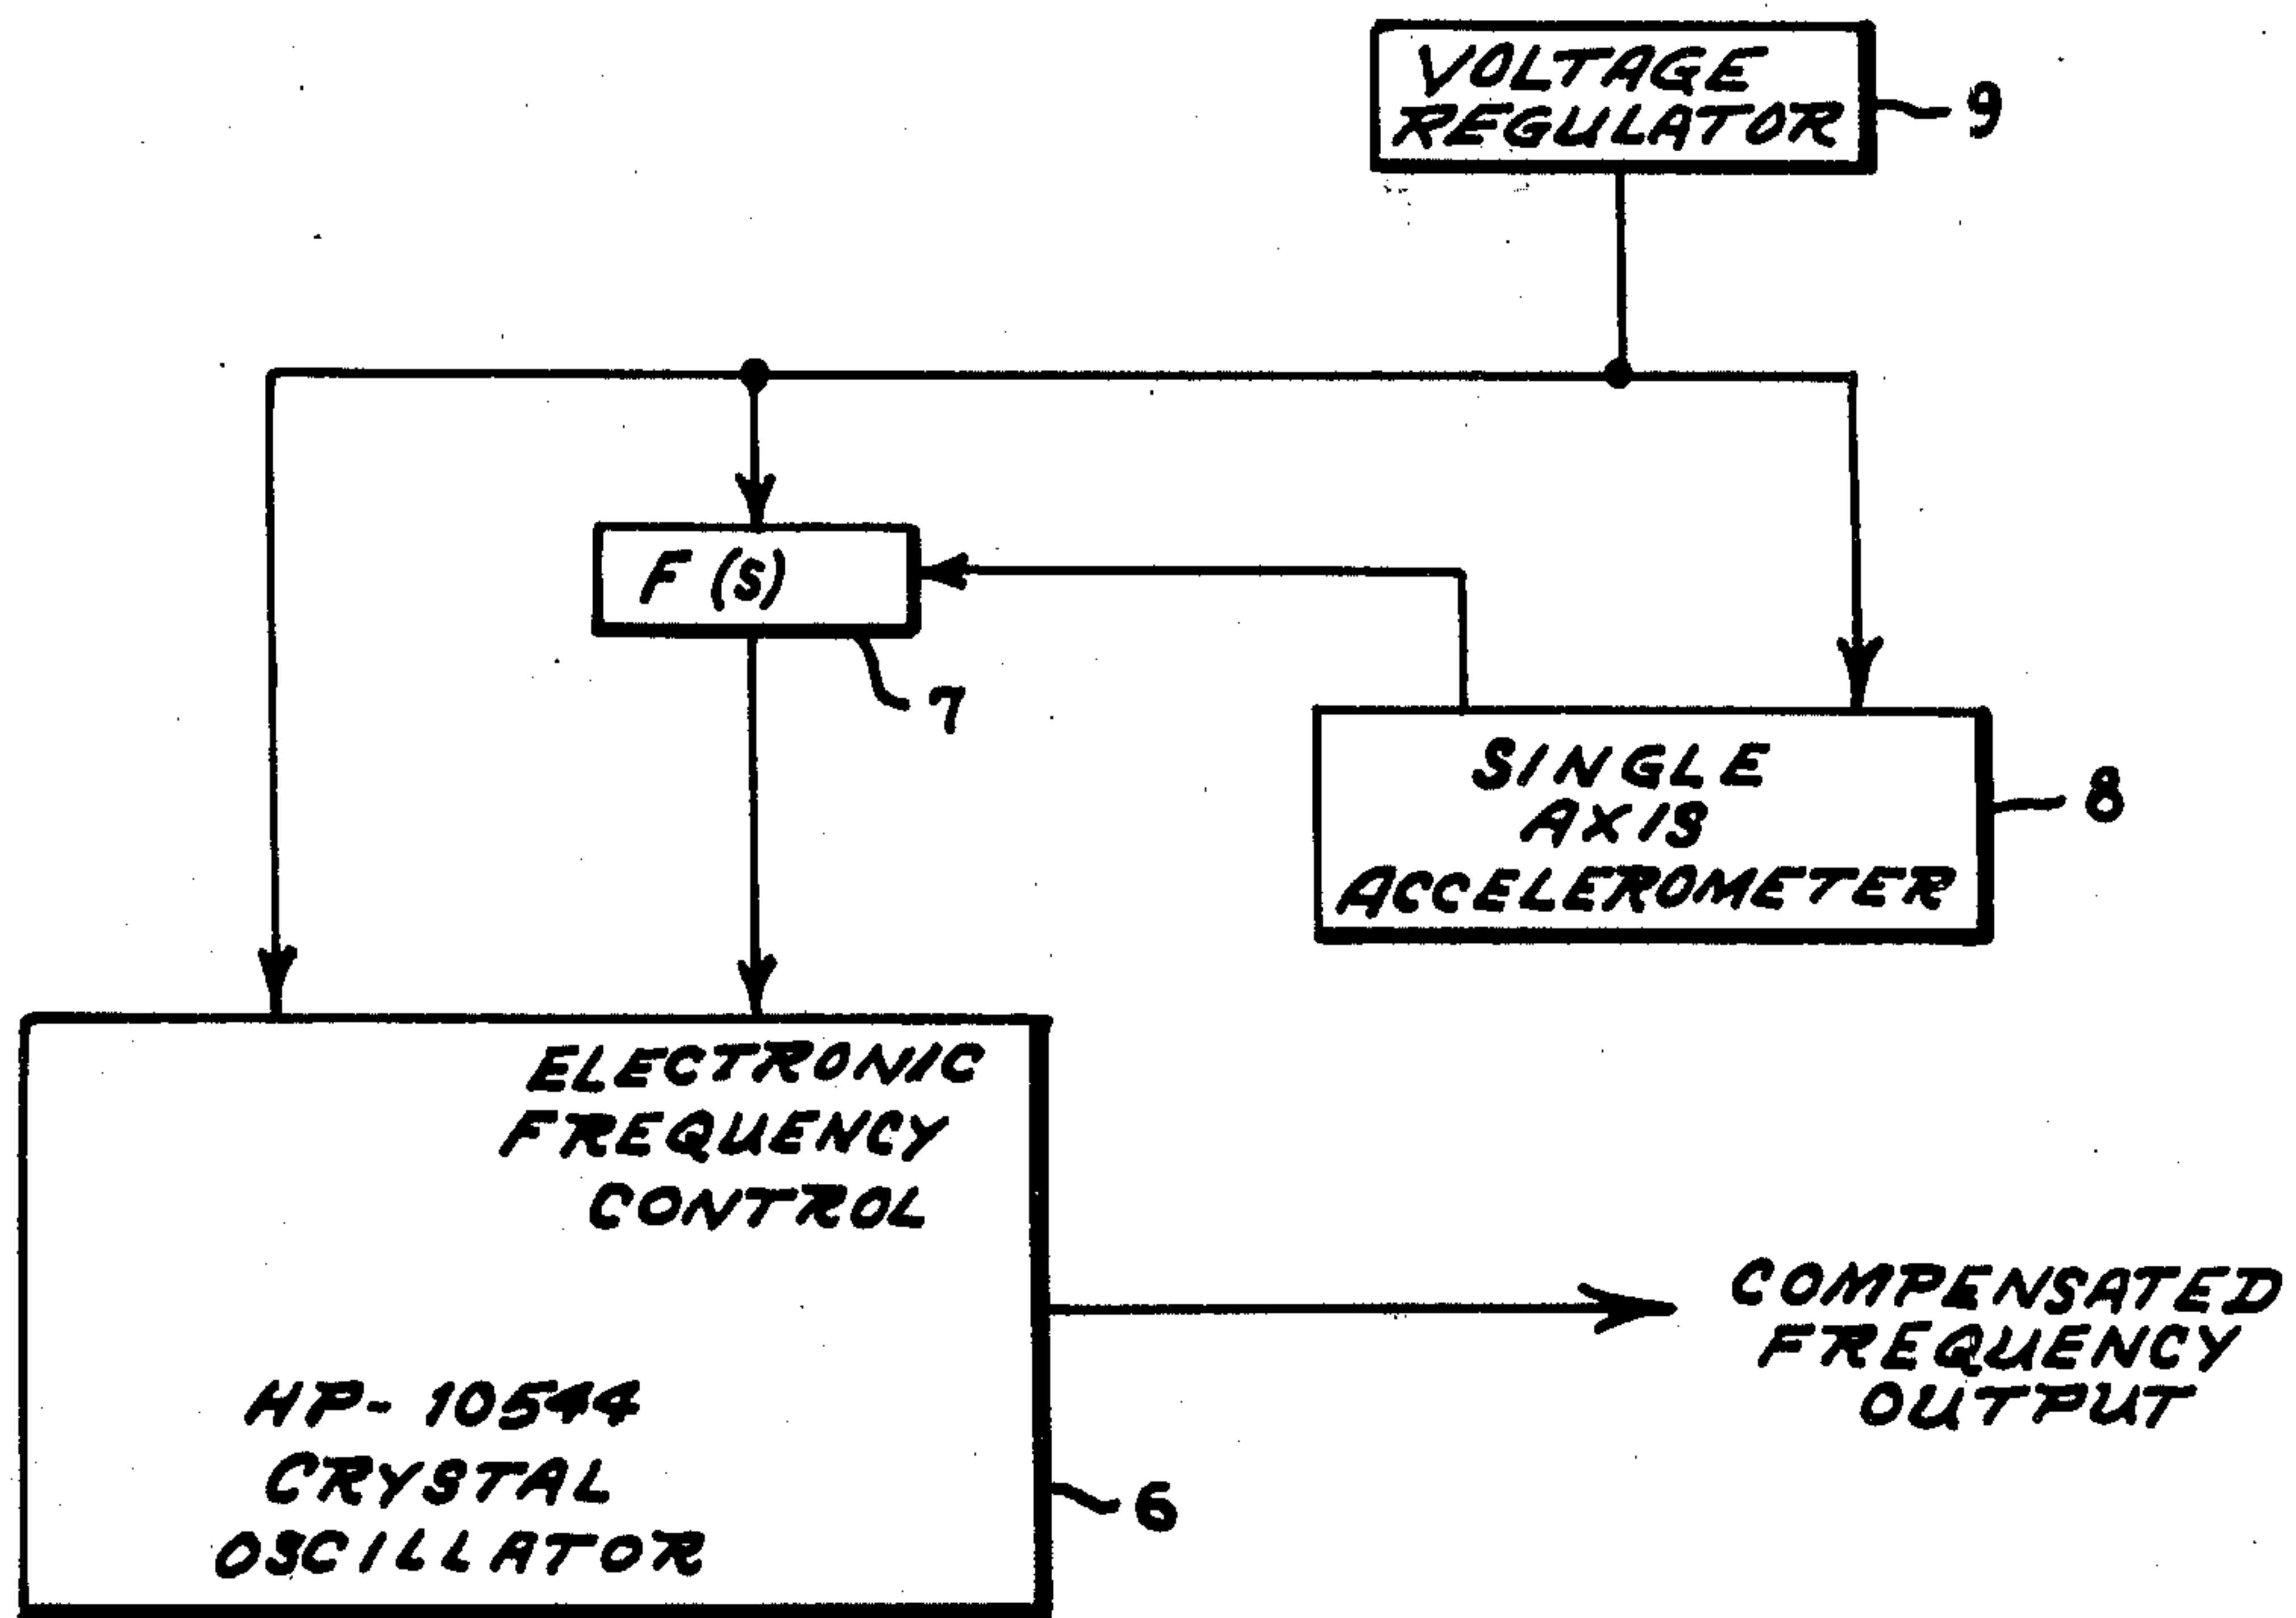 VOLTAGE
REGULATOR
9
F(S)
7
SINGLE
AXIS
ACCELEROMETER
8
ELECTRONIC
FREQUENCY
CONTROL
COMPENSATED
FREQUENCY
OUTPUT
HP-10544
CRYSTAL
OSCILLATOR
6